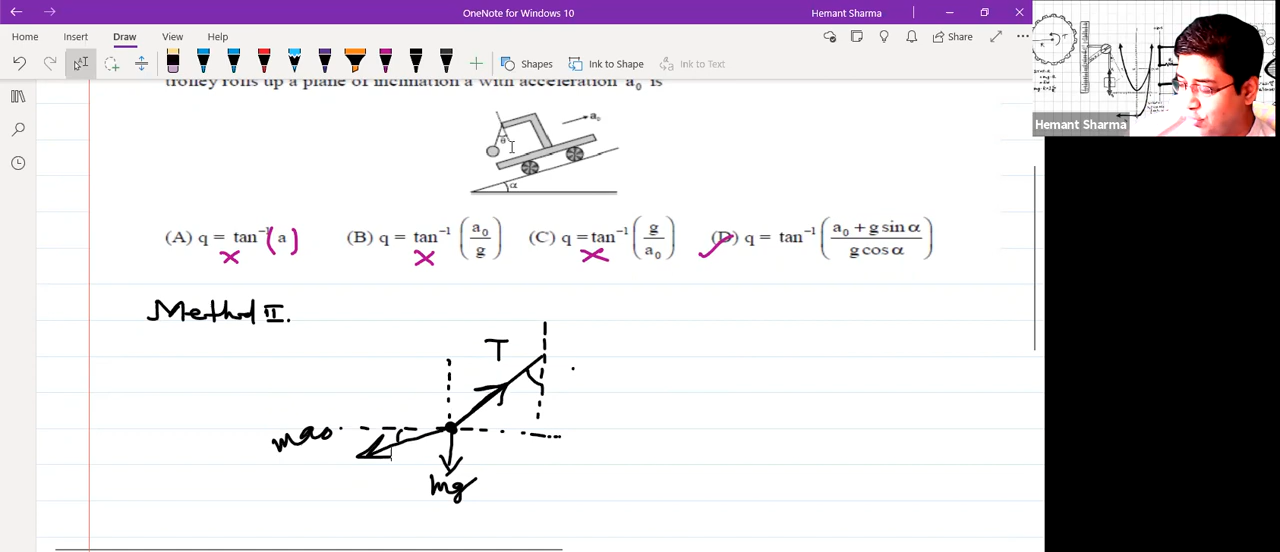 OneNote for Windows 10
Hemant Sharma
Home Insert Draw View Help
Share
Shapes
Ink to Shape
Ink to Text
trolley rolls up a plane of inclination a with acceleration a₀ is
a₀
θ
α
(A) q = tan⁻¹(a) (B) q = tan⁻¹(a₀/g) (C) q = tan⁻¹(g/a₀) (D) q = tan⁻¹((a₀ + g sin α)/(g cos α))
Method II.
T
ma₀
mg
Hemant Sharma